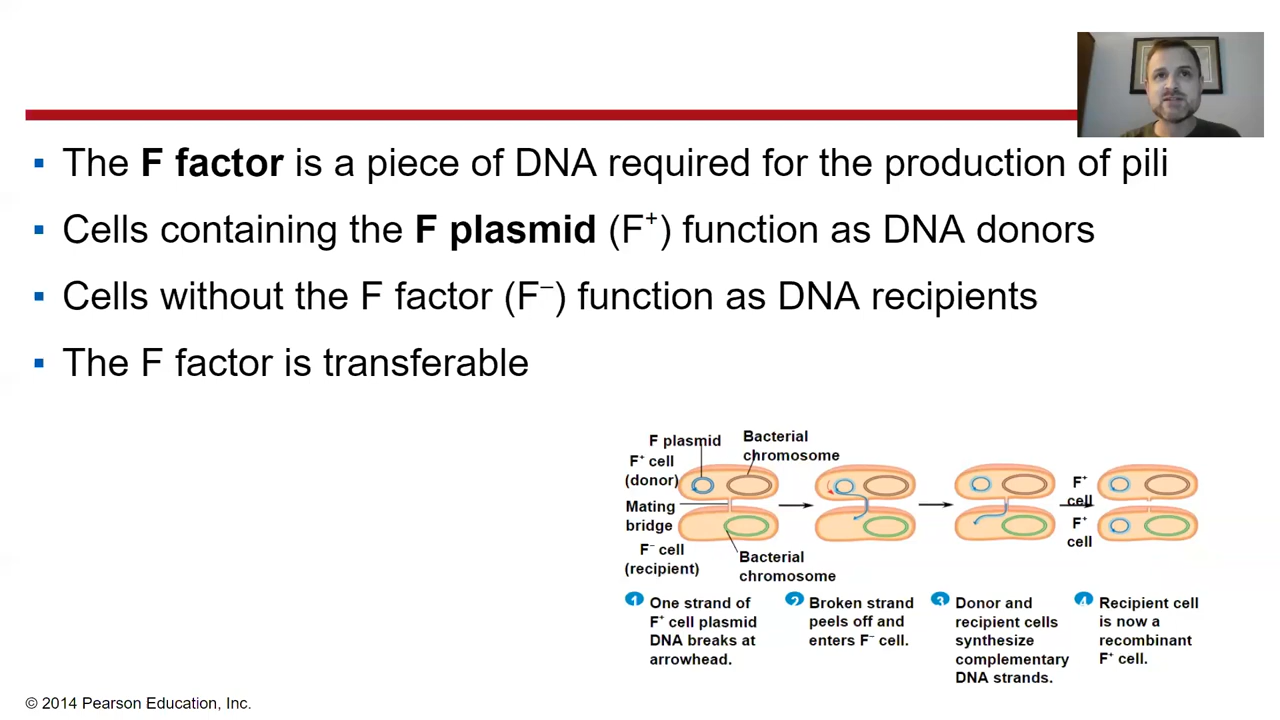 ▪ The F factor is a piece of DNA required for the production of pili
▪ Cells containing the F plasmid (F⁺) function as DNA donors
▪ Cells without the F factor (F⁻) function as DNA recipients
▪ The F factor is transferable
F plasmid
Bacterial
chromosome
F⁺ cell
(donor)
Mating
bridge
F⁻ cell
(recipient)
Bacterial
chromosome
F⁺
cell
F⁺
cell
1 One strand of
F⁺ cell plasmid
DNA breaks at
arrowhead.
2 Broken strand
peels off and
enters F⁻ cell.
3 Donor and
recipient cells
synthesize
complementary
DNA strands.
4 Recipient cell
is now a
recombinant
F⁺ cell.
© 2014 Pearson Education, Inc.